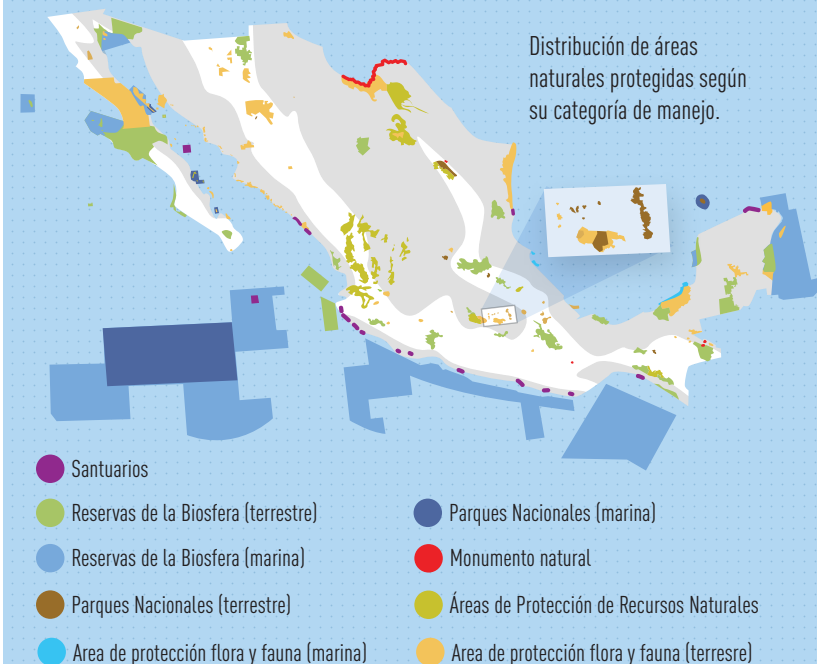 Distribución de áreas
naturales protegidas según
su categoría de manejo.
Santuarios
Reservas de la Biosfera (terrestre)
Reservas de la Biosfera (marina)
Parques Nacionales (terrestre)
Area de protección flora y fauna (marina)
Parques Nacionales (marina)
Monumento natural
Áreas de Protección de Recursos Naturales
Area de protección flora y fauna (terresre)